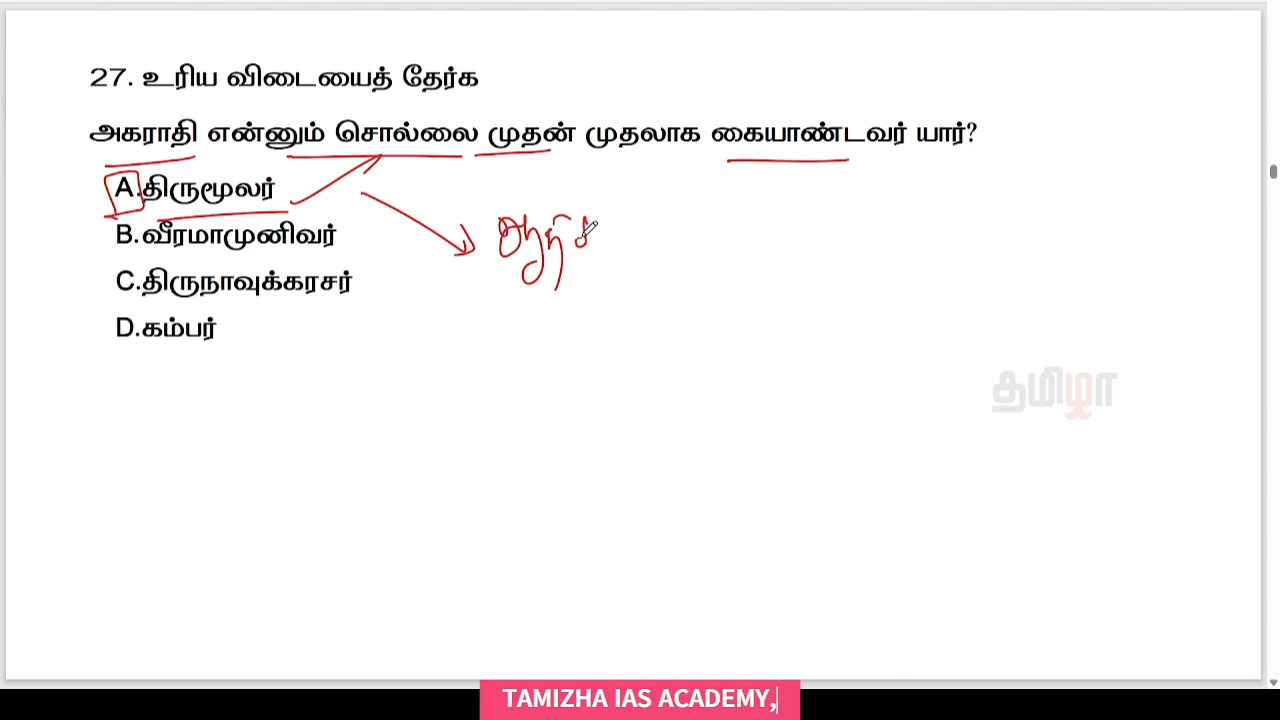 27. உரிய விடையைத் தேர்க
அகராதி என்னும் சொல்லை முதன் முதலாக கையாண்டவர் யார்?
A.திருமூலர்
B.வீரமாமுனிவர்
C.திருநாவுக்கரசர்
D.கம்பர்
தமிழா
TAMIZHA IAS ACADEMY,